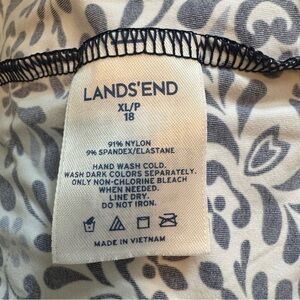 LANDS'END
XL/P
18
91% NYLON
9% SPANDEX/ELASTANE
HAND WASH COLD.
WASH DARK COLORS SEPARATELY.
ONLY NON-CHLORINE BLEACH
WHEN NEEDED.
LINE DRY.
DO NOT IRON.
MADE IN VIETNAM